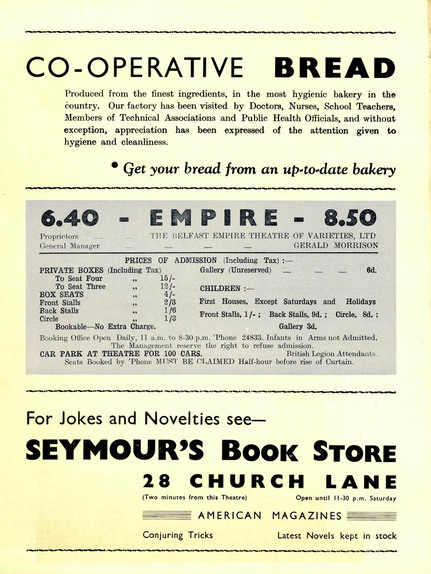 CO-OPERATIVE BREAD
Produced from the finest ingredients, in the most hygienic bakery in the
country. Our factory has been visited by Doctors, Nurses, School Teachers,
Members of Technical Associations and Public Health Officials, and without
exception, appreciation has been expressed of the attention given to
hygiene and cleanliness.
• Get your bread from an up-to-date bakery
6.40 - EMPIRE - 8.50
Proprietors — — THE BELFAST EMPIRE THEATRE OF VARIETIES, LTD
General Manager — — — — GERALD MORRISON
PRICES OF ADMISSION (Including Tax) :—
PRIVATE BOXES (Including Tax)
To Seat Four „ 15/-
To Seat Three „ 12/-
BOX SEATS „ 4/-
Front Stalls „ 2/3
Back Stalls „ 1/6
Circle „ 1/3
Bookable—No Extra Charge.
Gallery (Unreserved) — — — — 6d.
CHILDREN :—
First Houses, Except Saturdays and Holidays
Front Stalls, 1/- ; Back Stalls, 9d. ; Circle, 8d. ;
Gallery 3d.
Booking Office Open Daily, 11 a.m. to 8-30 p.m. 'Phone 24833. Infants in Arms not Admitted.
The Management reserve the right to refuse admission.
CAR PARK AT THEATRE FOR 100 CARS. British Legion Attendants.
Seats Booked by 'Phone MUST BE CLAIMED Half-hour before rise of Curtain.
For Jokes and Novelties see—
SEYMOUR'S BOOK STORE
28 CHURCH LANE
(Two minutes from this Theatre) Open until 11-30 p.m. Saturday
AMERICAN MAGAZINES
Conjuring Tricks Latest Novels kept in stock